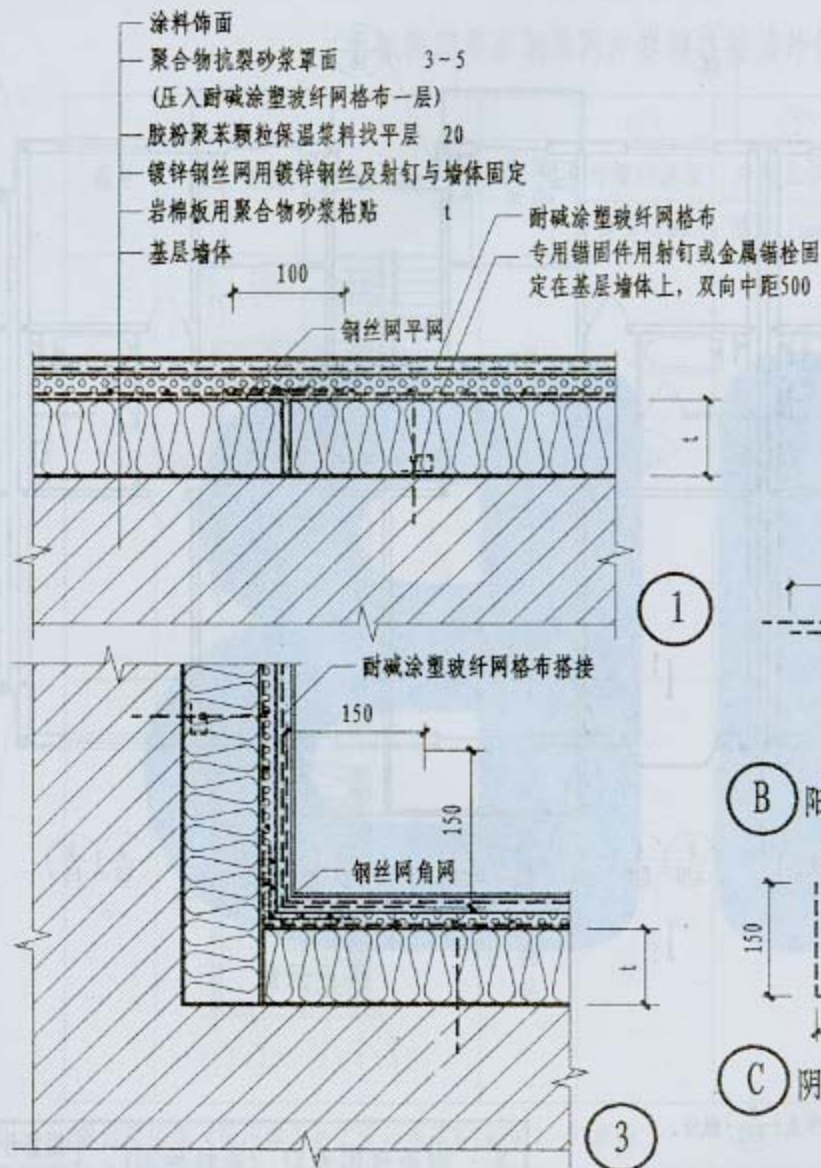 涂料饰面
聚合物抗裂砂浆罩面 3~5
(压入耐碱涂塑玻纤网格布一层)
胶粉聚苯颗粒保温浆料找平层 20
镀锌钢丝网用镀锌钢丝及射钉与墙体固定
岩棉板用聚合物砂浆粘贴 t
基层墙体
耐碱涂塑玻纤网格布
专用锚固件用射钉或金属锚栓固
定在基层墙体上，双向中距500
100
钢丝网平网
t
1
耐碱涂塑玻纤网格布搭接
150
150
钢丝网角网
t
3
B 阳
150
C 阴